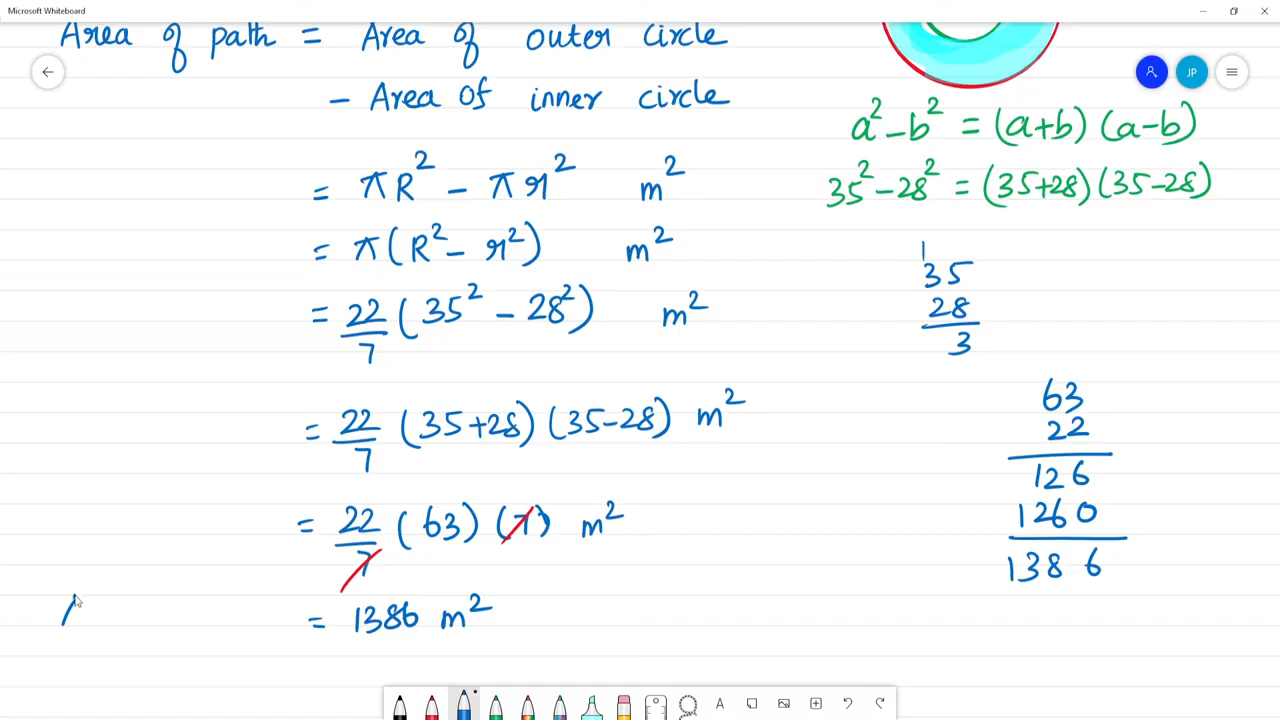 Microsoft Whiteboard
Area of path = Area of outer circle
- Area of inner circle
JP
a² - b² = (a+b) (a-b)
35² - 28² = (35+28) (35-28)
= πR² - πr² m²
= π(R² - r²) m²
= 22/7 (35² - 28²) m²
1
35
28
3
= 22/7 (35+28) (35-28) m²
63
22
126
1260
1386
= 22/7 (63) (7) m²
= 1386 m²
A